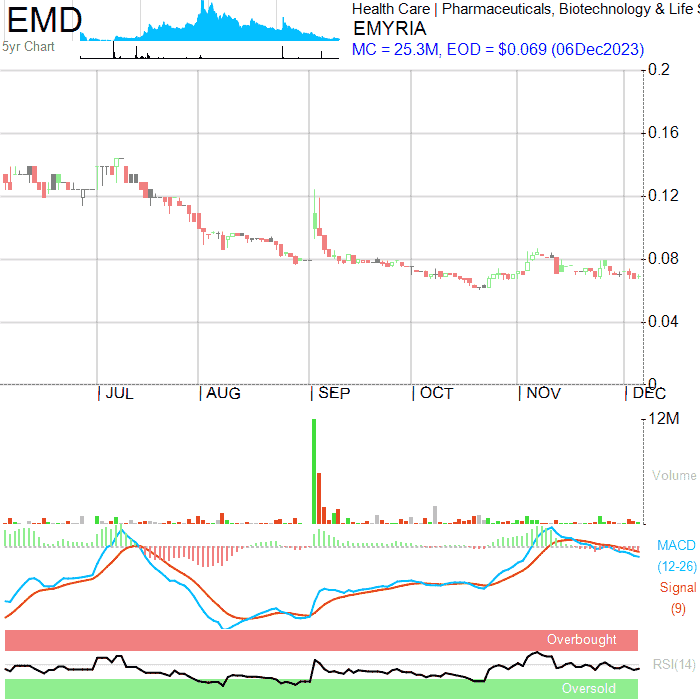 EMD
5yr Chart
Health Care | Pharmaceuticals, Biotechnology & Life S
EMYRIA
MC = 25.3M, EOD = $0.069 (06Dec2023)
0.2
0.16
0.12
0.08
0.04
0
| JUL | AUG | SEP | OCT | NOV | DEC
12M
Volume
MACD
(12-26)
Signal
(9)
Overbought
RSI(14)
Oversold